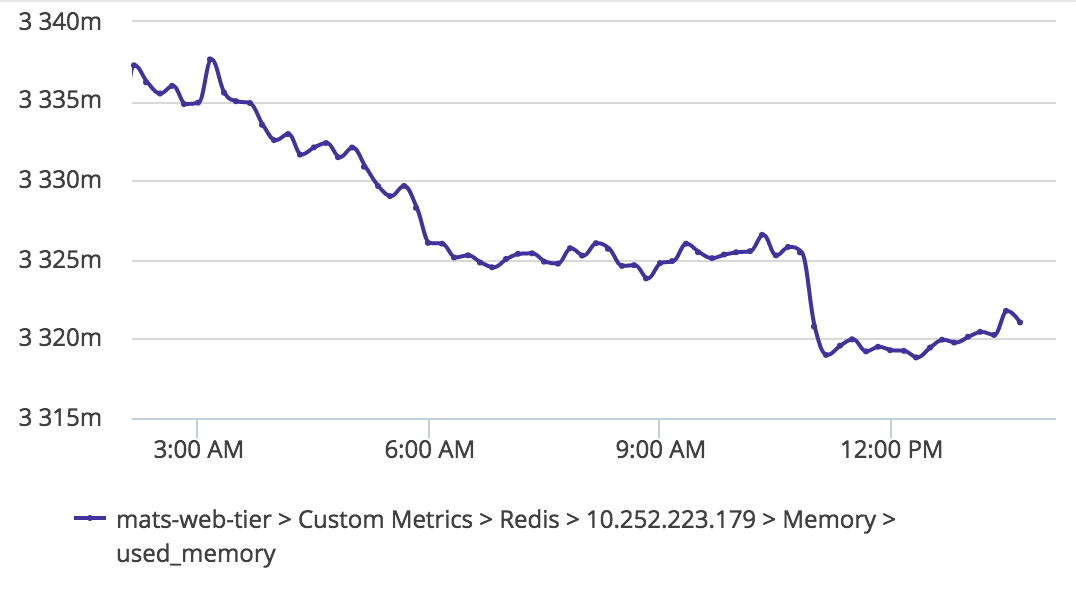 3 340m
3 335m
3 330m
3 325m
3 320m
3 315m
3:00 AM 6:00 AM 9:00 AM 12:00 PM
mats-web-tier > Custom Metrics > Redis > 10.252.223.179 > Memory >
used_memory